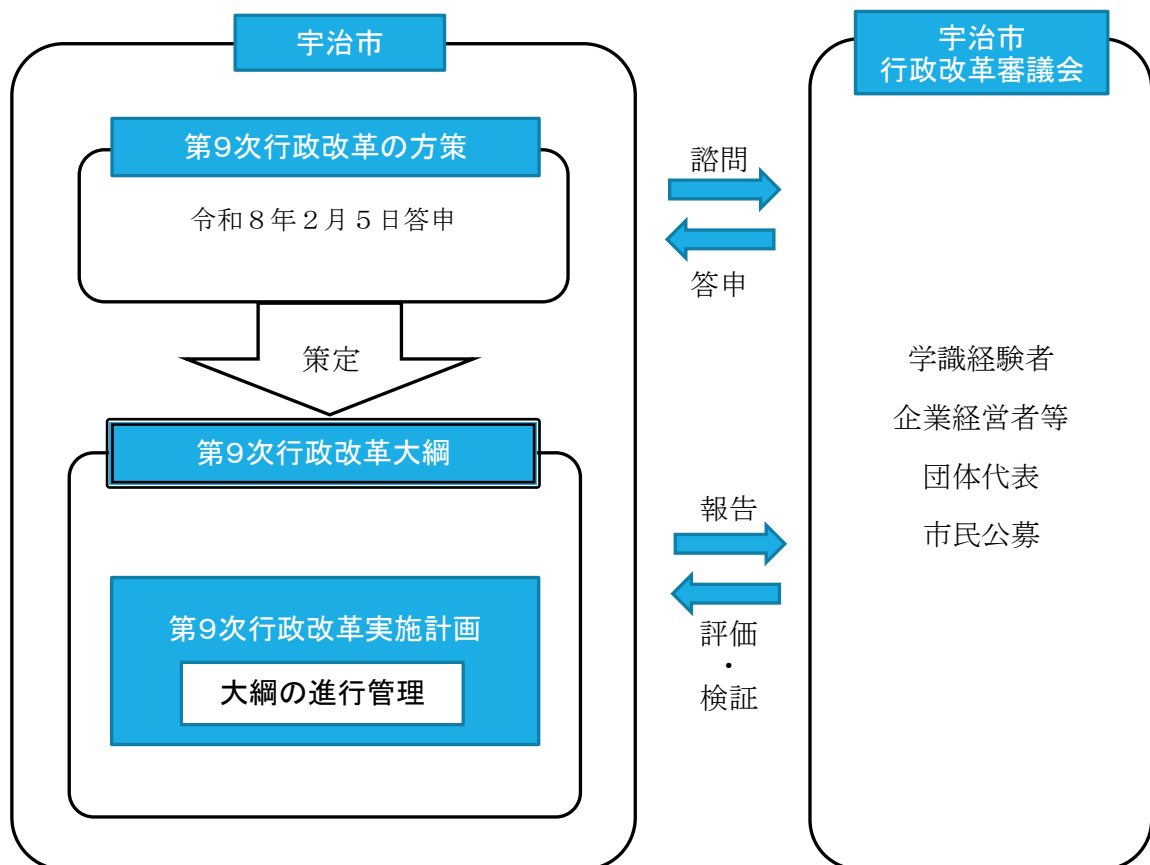 宇治市
第9次行政改革の方策
令和８年２月５日答申
策定
第9次行政改革大綱
第9次行政改革実施計画
大綱の進行管理
諮問
答申
報告
評価
・
検証
宇治市
行政改革審議会
学識経験者
企業経営者等
団体代表
市民公募